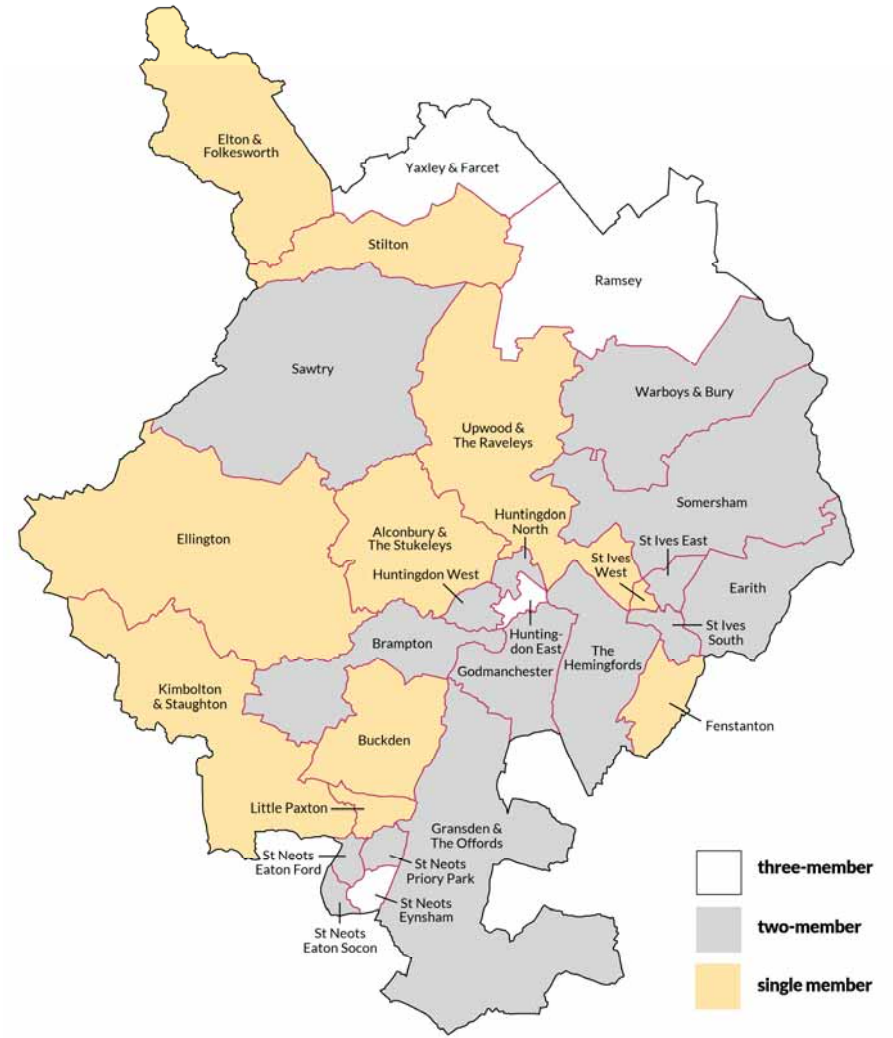 Elton &
Folkesworth
Yaxley & Farcet
Stilton
Ramsey
Sawtry
Warboys & Bury
Upwood &
The Raveleys
Somersham
Huntingdon
North
Ellington
Alconbury &
The Stukeleys
St Ives East
St Ives
West
Huntingdon West
Earith
St Ives
South
Hunting-
don East
Brampton
The
Hemingfords
Godmanchester
Kimbolton
& Staughton
Fenstanton
Buckden
Little Paxton
Gransden &
The Offords
St Neots
Eaton Ford
St Neots
Priory Park
St Neots
Eynsham
St Neots
Eaton Socon
three-member
two-member
single member